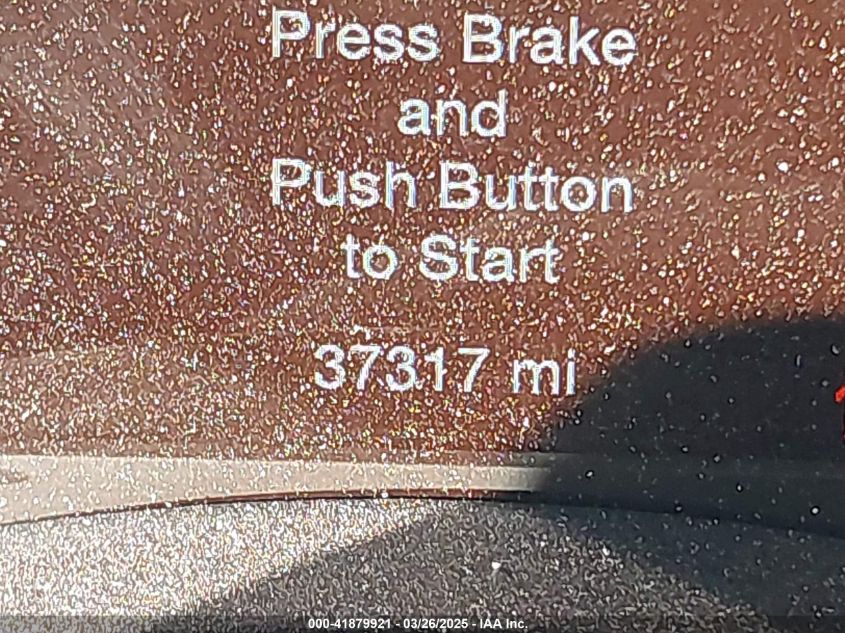 Press Brake
and
Push Button
to Start
37317 mi
000-41879921 - 03/26/2025 - IAA Inc.